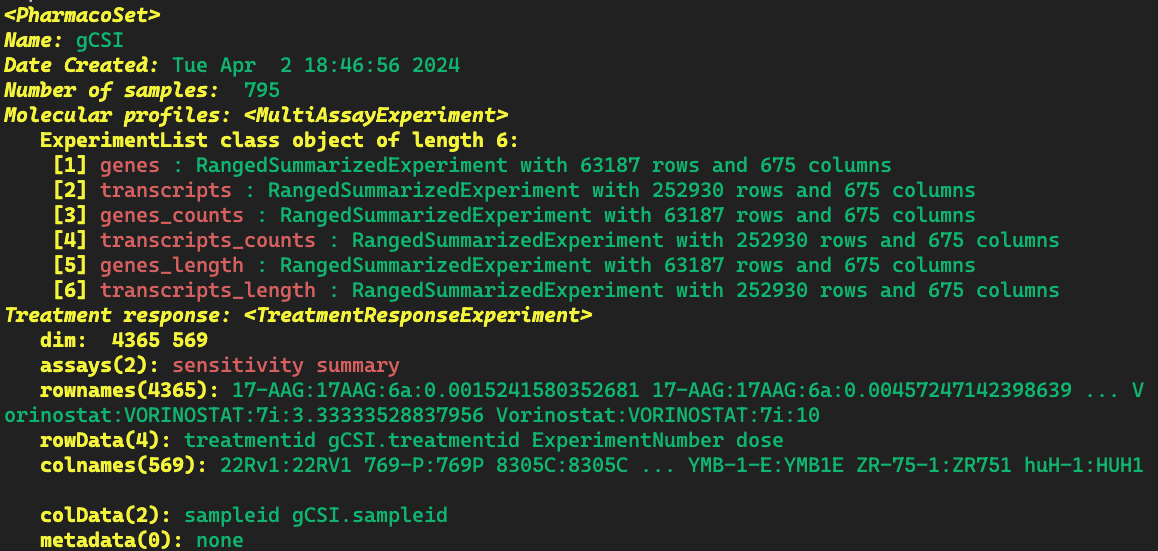 <PharmacoSet>
Name: gCSI
Date Created: Tue Apr  2 18:46:56 2024
Number of samples:  795
Molecular profiles: <MultiAssayExperiment>
   ExperimentList class object of length 6:
    [1] genes : RangedSummarizedExperiment with 63187 rows and 675 columns
    [2] transcripts : RangedSummarizedExperiment with 252930 rows and 675 columns
    [3] genes_counts : RangedSummarizedExperiment with 63187 rows and 675 columns
    [4] transcripts_counts : RangedSummarizedExperiment with 252930 rows and 675 columns
    [5] genes_length : RangedSummarizedExperiment with 63187 rows and 675 columns
    [6] transcripts_length : RangedSummarizedExperiment with 252930 rows and 675 columns
Treatment response: <TreatmentResponseExperiment>
   dim:  4365 569
   assays(2): sensitivity summary
   rownames(4365): 17-AAG:17AAG:6a:0.0015241580352681 17-AAG:17AAG:6a:0.00457247142398639 ... V
orinostat:VORINOSTAT:7i:3.33333528837956 Vorinostat:VORINOSTAT:7i:10
   rowData(4): treatmentid gCSI.treatmentid ExperimentNumber dose
   colnames(569): 22Rv1:22RV1 769-P:769P 8305C:8305C ... YMB-1-E:YMB1E ZR-75-1:ZR751 huH-1:HUH1
   colData(2): sampleid gCSI.sampleid
   metadata(0): none